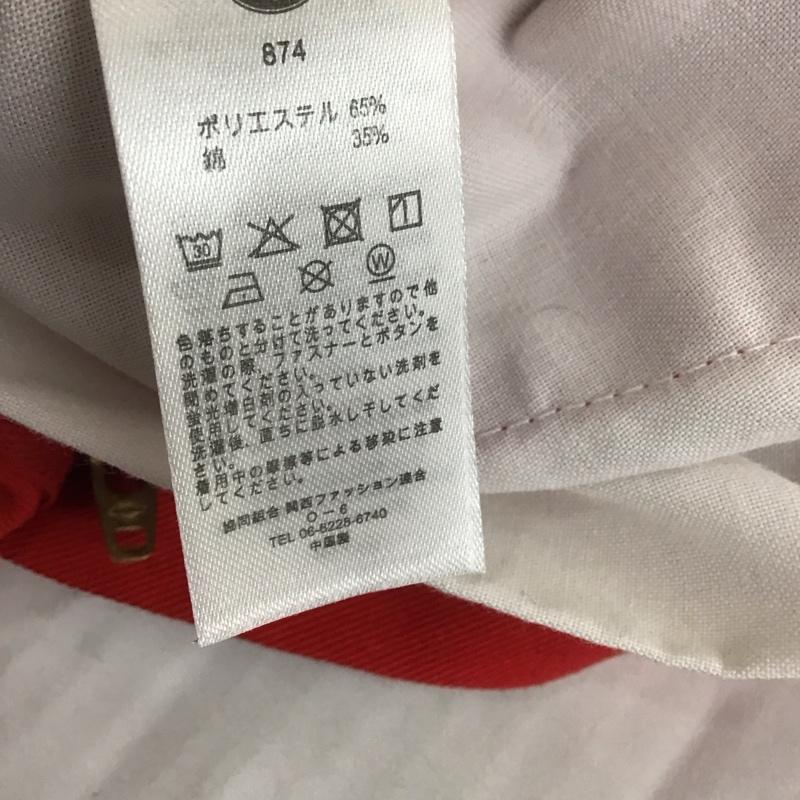 874
ポリエステル 65%
綿 35%
30
W
色落ちすることがありますので他
のものと分けて洗ってください。
洗濯の際、ファスナーとボタンを
閉めてください。
蛍光増白剤の入っていない洗剤を
使用してください。
洗濯後、直ちに脱水し干してくだ
さい。
着用中の摩擦等による移染に注意
してください。
協同組合 関西ファッション連合
O－6
TEL 06-6228-6740
中国製